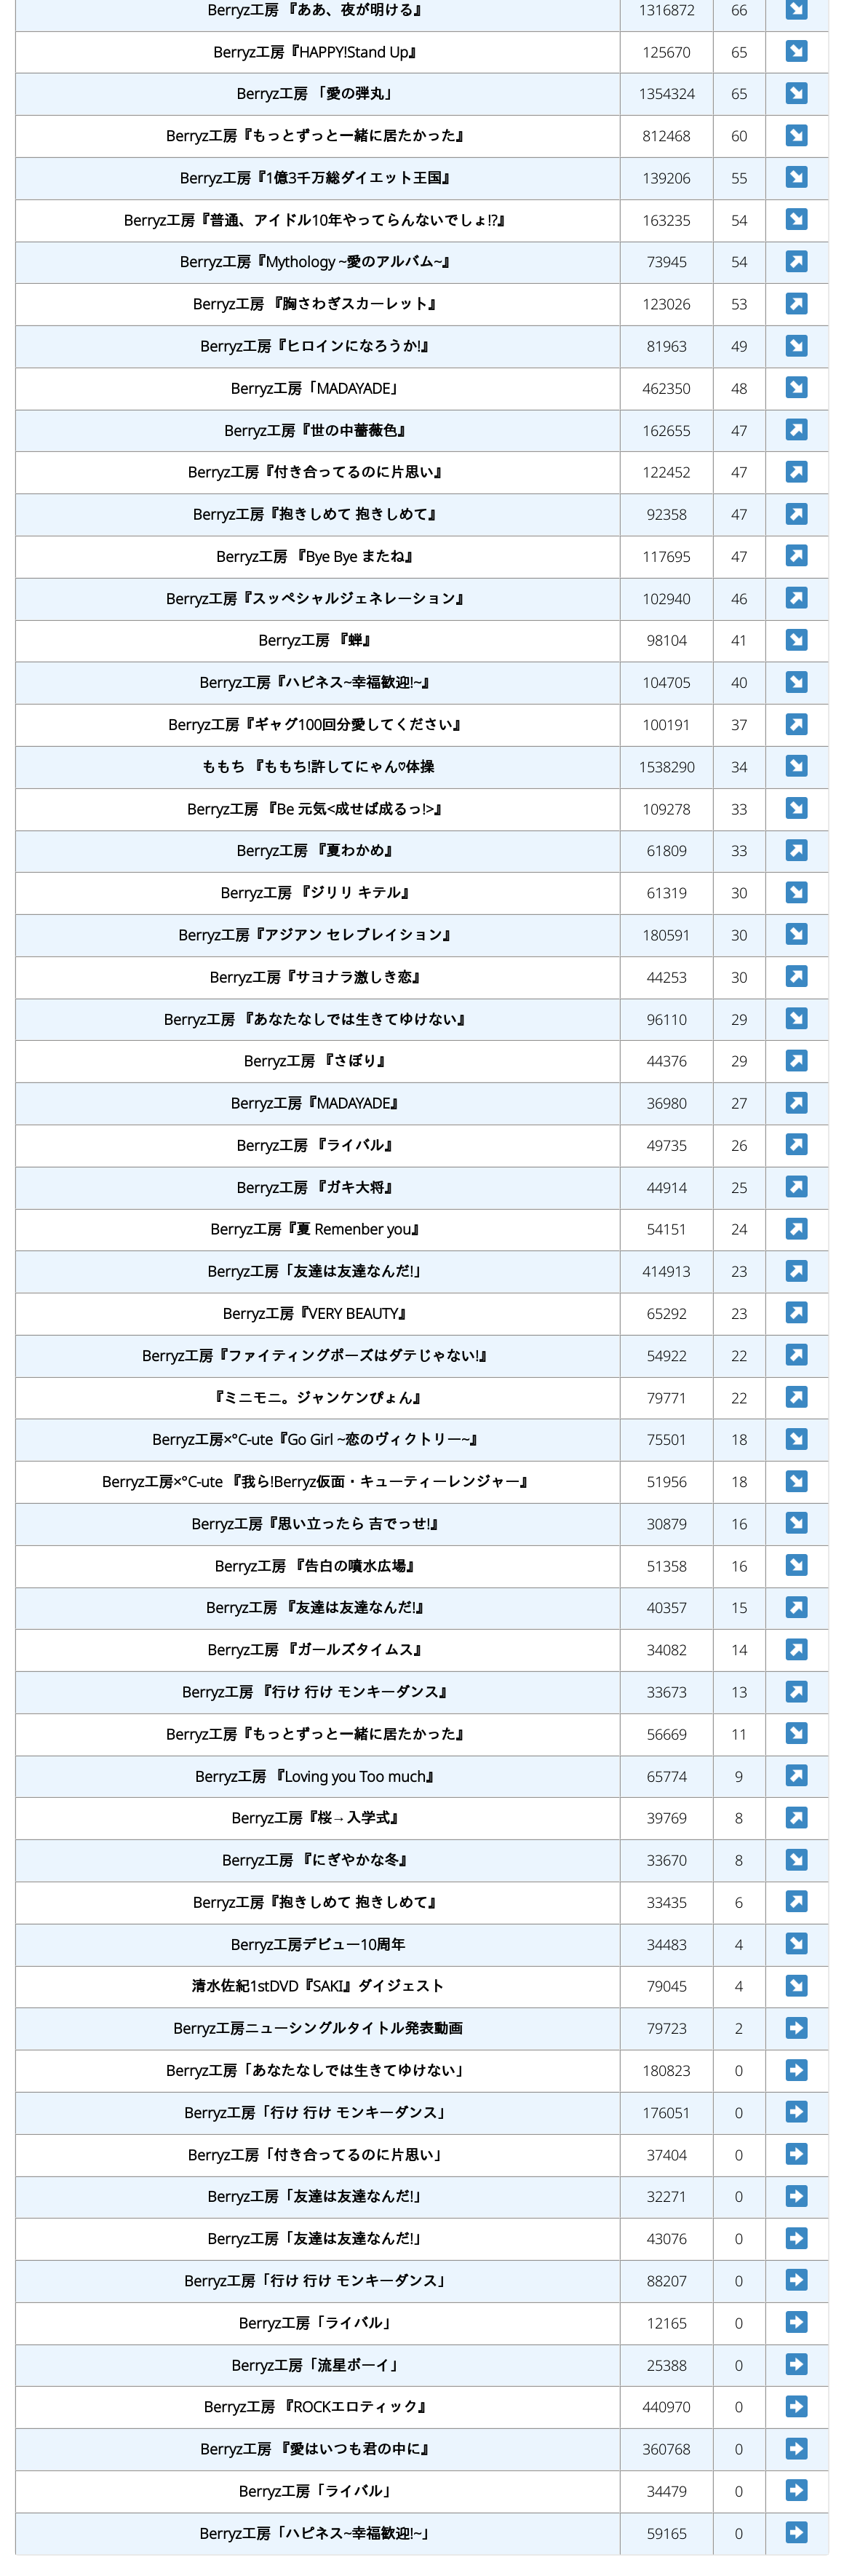 Berryz工房 『ああ、夜が明ける』 1316872 66 ↘
Berryz工房『HAPPY!Stand Up』 125670 65 ↘
Berryz工房 「愛の弾丸」 1354324 65 ↘
Berryz工房『もっとずっと一緒に居たかった』 812468 60 ↘
Berryz工房『1億3千万総ダイエット王国』 139206 55 ↘
Berryz工房『普通、アイドル10年やってらんないでしょ!?』 163235 54 ↘
Berryz工房『Mythology ~愛のアルバム~』 73945 54 ↗
Berryz工房 『胸さわぎスカーレット』 123026 53 ↗
Berryz工房『ヒロインになろうか!』 81963 49 ↘
Berryz工房「MADAYADE」 462350 48 ↘
Berryz工房『世の中薔薇色』 162655 47 ↗
Berryz工房『付き合ってるのに片思い』 122452 47 ↗
Berryz工房『抱きしめて 抱きしめて』 92358 47 ↗
Berryz工房 『Bye Bye またね』 117695 47 ↗
Berryz工房『スッペシャルジェネレーション』 102940 46 ↗
Berryz工房 『蝉』 98104 41 ↘
Berryz工房『ハピネス~幸福歓迎!~』 104705 40 ↘
Berryz工房『ギャグ100回分愛してください』 100191 37 ↗
ももち 『ももち!許してにゃん♡体操 1538290 34 ↘
Berryz工房 『Be 元気<成せば成るっ!>』 109278 33 ↘
Berryz工房 『夏わかめ』 61809 33 ↗
Berryz工房 『ジリリ キテル』 61319 30 ↘
Berryz工房『アジアン セレブレイション』 180591 30 ↘
Berryz工房『サヨナラ激しき恋』 44253 30 ↗
Berryz工房 『あなたなしでは生きてゆけない』 96110 29 ↘
Berryz工房 『さぼり』 44376 29 ↗
Berryz工房『MADAYADE』 36980 27 ↗
Berryz工房 『ライバル』 49735 26 ↗
Berryz工房 『ガキ大将』 44914 25 ↗
Berryz工房『夏 Remenber you』 54151 24 ↗
Berryz工房「友達は友達なんだ!」 414913 23 ↗
Berryz工房『VERY BEAUTY』 65292 23 ↗
Berryz工房『ファイティングポーズはダテじゃない!』 54922 22 ↗
『ミニモニ。ジャンケンぴょん』 79771 22 ↗
Berryz工房×°C-ute『Go Girl ~恋のヴィクトリー~』 75501 18 ↘
Berryz工房×°C-ute 『我ら!Berryz仮面・キューティーレンジャー』 51956 18 ↘
Berryz工房『思い立ったら 吉でっせ!』 30879 16 ↘
Berryz工房 『告白の噴水広場』 51358 16 ↘
Berryz工房 『友達は友達なんだ!』 40357 15 ↗
Berryz工房 『ガールズタイムス』 34082 14 ↗
Berryz工房 『行け 行け モンキーダンス』 33673 13 ↗
Berryz工房『もっとずっと一緒に居たかった』 56669 11 ↘
Berryz工房 『Loving you Too much』 65774 9 ↗
Berryz工房『桜→入学式』 39769 8 ↗
Berryz工房 『にぎやかな冬』 33670 8 ↘
Berryz工房『抱きしめて 抱きしめて』 33435 6 ↗
Berryz工房デビュー10周年 34483 4 ↘
清水佐紀1stDVD『SAKI』ダイジェスト 79045 4 ↘
Berryz工房ニューシングルタイトル発表動画 79723 2 →
Berryz工房「あなたなしでは生きてゆけない」 180823 0 →
Berryz工房「行け 行け モンキーダンス」 176051 0 →
Berryz工房「付き合ってるのに片思い」 37404 0 →
Berryz工房「友達は友達なんだ!」 32271 0 →
Berryz工房「友達は友達なんだ!」 43076 0 →
Berryz工房「行け 行け モンキーダンス」 88207 0 →
Berryz工房「ライバル」 12165 0 →
Berryz工房「流星ボーイ」 25388 0 →
Berryz工房 『ROCKエロティック』 440970 0 →
Berryz工房 『愛はいつも君の中に』 360768 0 →
Berryz工房「ライバル」 34479 0 →
Berryz工房「ハピネス~幸福歓迎!~」 59165 0 →